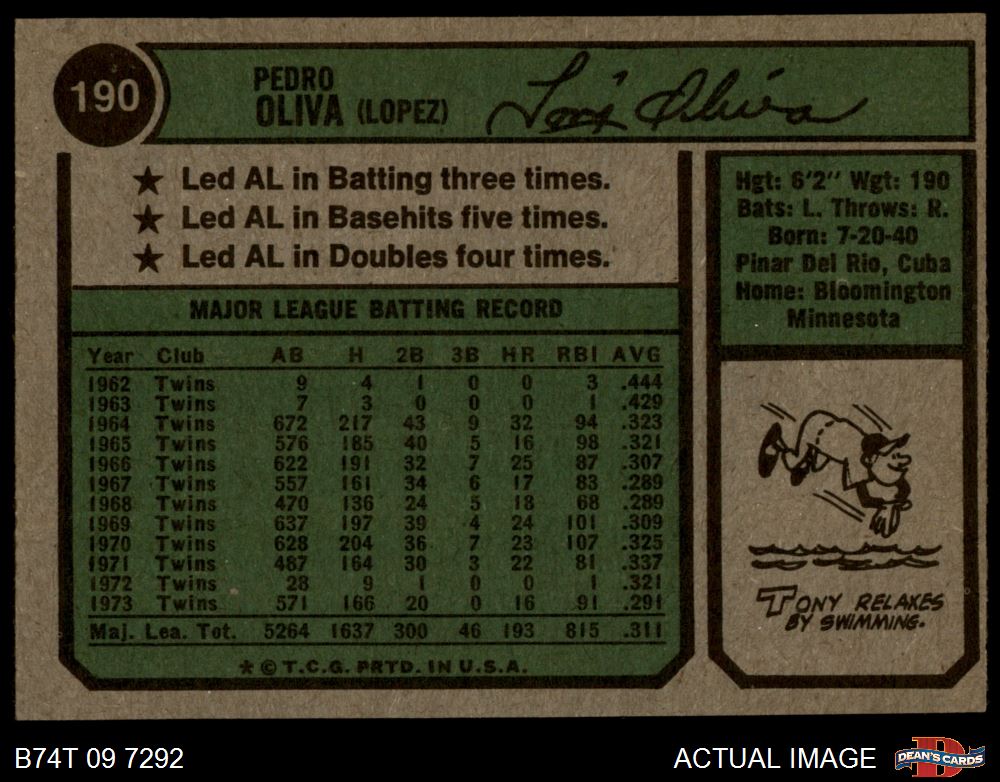 190
PEDRO
OLIVA (LOPEZ)
Toni Oliva
★ Led AL in Batting three times.
★ Led AL in Basehits five times.
★ Led AL in Doubles four times.
MAJOR LEAGUE BATTING RECORD
Year Club AB H 2B 3B HR RBI AVG
1962 Twins 9 4 1 0 0 3 .444
1963 Twins 7 3 0 0 0 1 .429
1964 Twins 672 217 43 9 32 94 .323
1965 Twins 576 185 40 5 16 98 .321
1966 Twins 622 191 32 7 25 87 .307
1967 Twins 557 161 34 6 17 83 .289
1968 Twins 470 136 24 5 18 68 .289
1969 Twins 637 197 39 4 24 101 .309
1970 Twins 628 204 36 7 23 107 .325
1971 Twins 487 164 30 3 22 81 .337
1972 Twins 28 9 1 0 0 1 .321
1973 Twins 571 166 20 0 16 91 .291
Maj. Lea. Tot. 5264 1637 300 46 193 815 .311
* © T.C.G. PRTD. IN U.S.A.
Hgt: 6'2" Wgt: 190
Bats: L. Throws: R.
Born: 7-20-40
Pinar Del Rio, Cuba
Home: Bloomington
Minnesota
TONY RELAXES
BY SWIMMING.
B74T 09 7292
ACTUAL IMAGE
D
DEAN'S CARDS